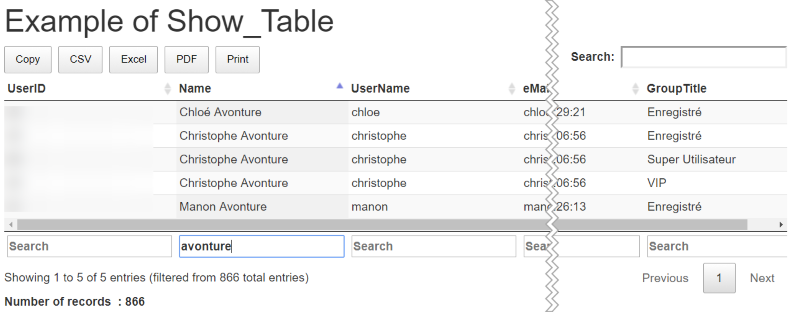 Example of Show_Table
Copy CSV Excel PDF Print Search:
UserID Name UserName eMa GroupTitle
Chloé Avonture chloe chloe 29:21 Enregistré
Christophe Avonture christophe chris 06:56 Enregistré
Christophe Avonture christophe chris 06:56 Super Utilisateur
Christophe Avonture christophe chris 06:56 VIP
Manon Avonture manon man 26:13 Enregistré
Search avonture Search Sear Search
Showing 1 to 5 of 5 entries (filtered from 866 total entries) Previous 1 Next
Number of records : 866